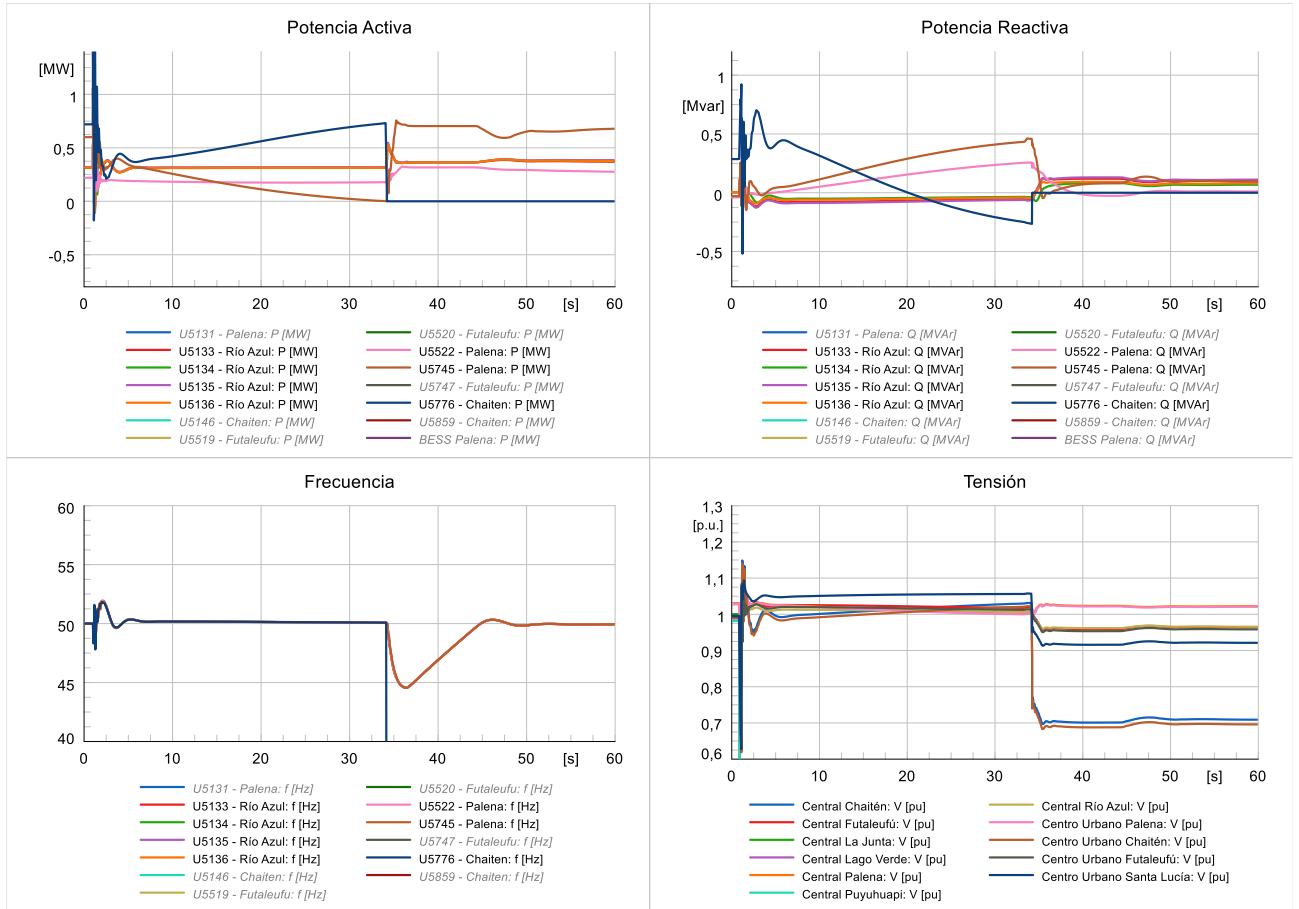 Potencia Activa
[MW]
1
0,5
0
-0,5
0 10 20 30 40 [s] 60
U5131 - Palena: P [MW] U5520 - Futaleufu: P [MW]
U5133 - Río Azul: P [MW] U5522 - Palena: P [MW]
U5134 - Río Azul: P [MW] U5745 - Palena: P [MW]
U5135 - Río Azul: P [MW] U5747 - Futaleufu: P [MW]
U5136 - Río Azul: P [MW] U5776 - Chaiten: P [MW]
U5146 - Chaiten: P [MW] U5859 - Chaiten: P [MW]
U5519 - Futaleufu: P [MW] BESS Palena: P [MW]
Potencia Reactiva
1
[Mvar]
0,5
0
-0,5
0 10 20 30 40 [s] 60
U5131 - Palena: Q [MVAr] U5520 - Futaleufu: Q [MVAr]
U5133 - Río Azul: Q [MVAr] U5522 - Palena: Q [MVAr]
U5134 - Río Azul: Q [MVAr] U5745 - Palena: Q [MVAr]
U5135 - Río Azul: Q [MVAr] U5747 - Futaleufu: Q [MVAr]
U5136 - Río Azul: Q [MVAr] U5776 - Chaiten: Q [MVAr]
U5146 - Chaiten: Q [MVAr] U5859 - Chaiten: Q [MVAr]
U5519 - Futaleufu: Q [MVAr] BESS Palena: Q [MVAr]
Frecuencia
60
55
50
45
40
0 10 20 30 40 [s] 60
U5131 - Palena: f [Hz] U5520 - Futaleufu: f [Hz]
U5133 - Río Azul: f [Hz] U5522 - Palena: f [Hz]
U5134 - Río Azul: f [Hz] U5745 - Palena: f [Hz]
U5135 - Río Azul: f [Hz] U5747 - Futaleufu: f [Hz]
U5136 - Río Azul: f [Hz] U5776 - Chaiten: f [Hz]
U5146 - Chaiten: f [Hz] U5859 - Chaiten: f [Hz]
U5519 - Futaleufu: f [Hz]
Tensión
1,3
[p.u.]
1,2
1,1
1
0,9
0,8
0,7
0,6
0 10 20 30 40 [s] 60
Central Chaitén: V [pu] Central Río Azul: V [pu]
Central Futaleufú: V [pu] Centro Urbano Palena: V [pu]
Central La Junta: V [pu] Centro Urbano Chaitén: V [pu]
Central Lago Verde: V [pu] Centro Urbano Futaleufú: V [pu]
Central Palena: V [pu] Centro Urbano Santa Lucía: V [pu]
Central Puyuhuapi: V [pu]